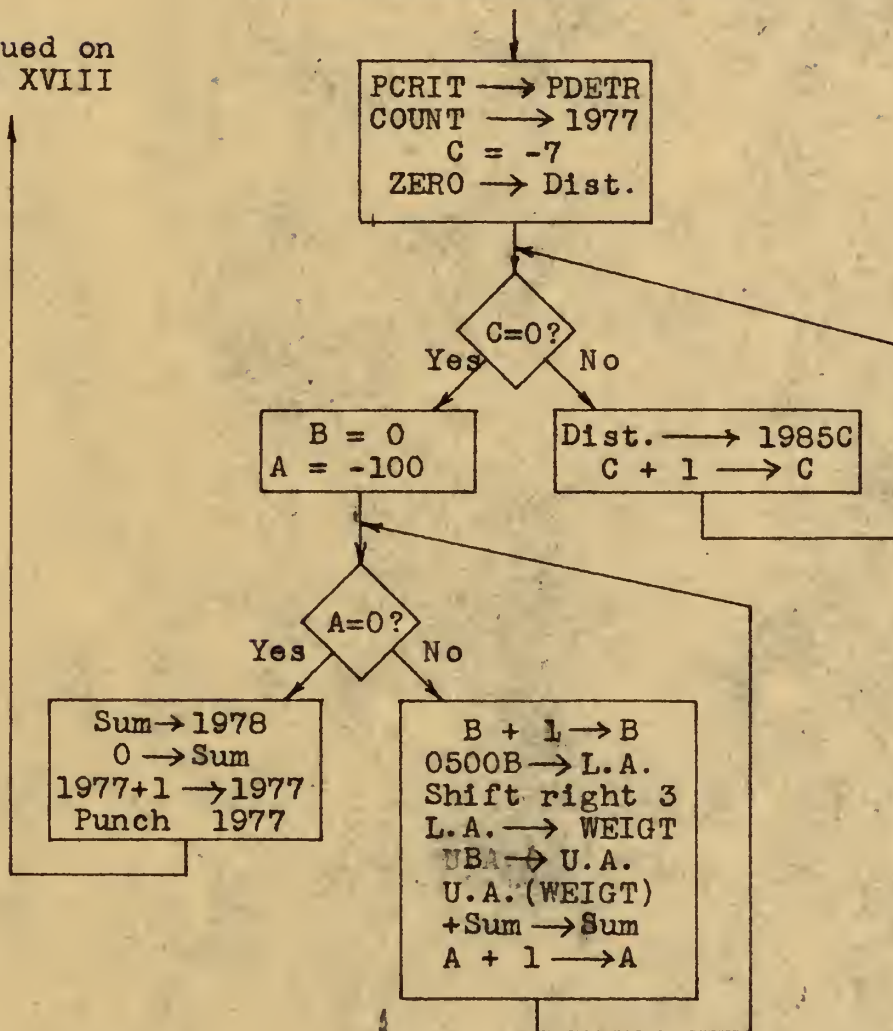 ued on
XVIII
PCRIT → PDETR
COUNT → 1977
C = -7
ZERO → Dist.
C=0?
Yes
No
B = 0
A = -100
Dist. → 1985C
C + 1 → C
A=0?
Yes
No
Sum → 1978
0 → Sum
1977+1 → 1977
Punch 1977
B + 1 → B
0500B → L.A.
Shift right 3
L.A. → WEIGT
→ U.A.
U.A.(WEIGT)
+Sum → Sum
A + 1 → A